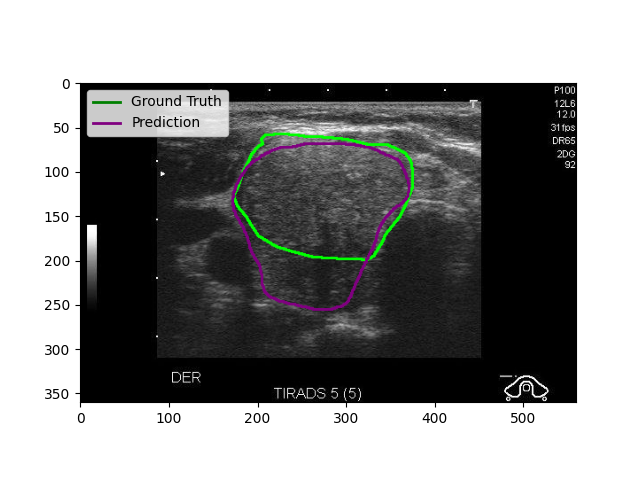 Ground Truth
Prediction
T
P100
12L6
12.0
31fps
DR65
2DG
92
DER
TIRADS 5 (5)
0
50
100
150
200
250
300
350
0
100
200
300
400
500